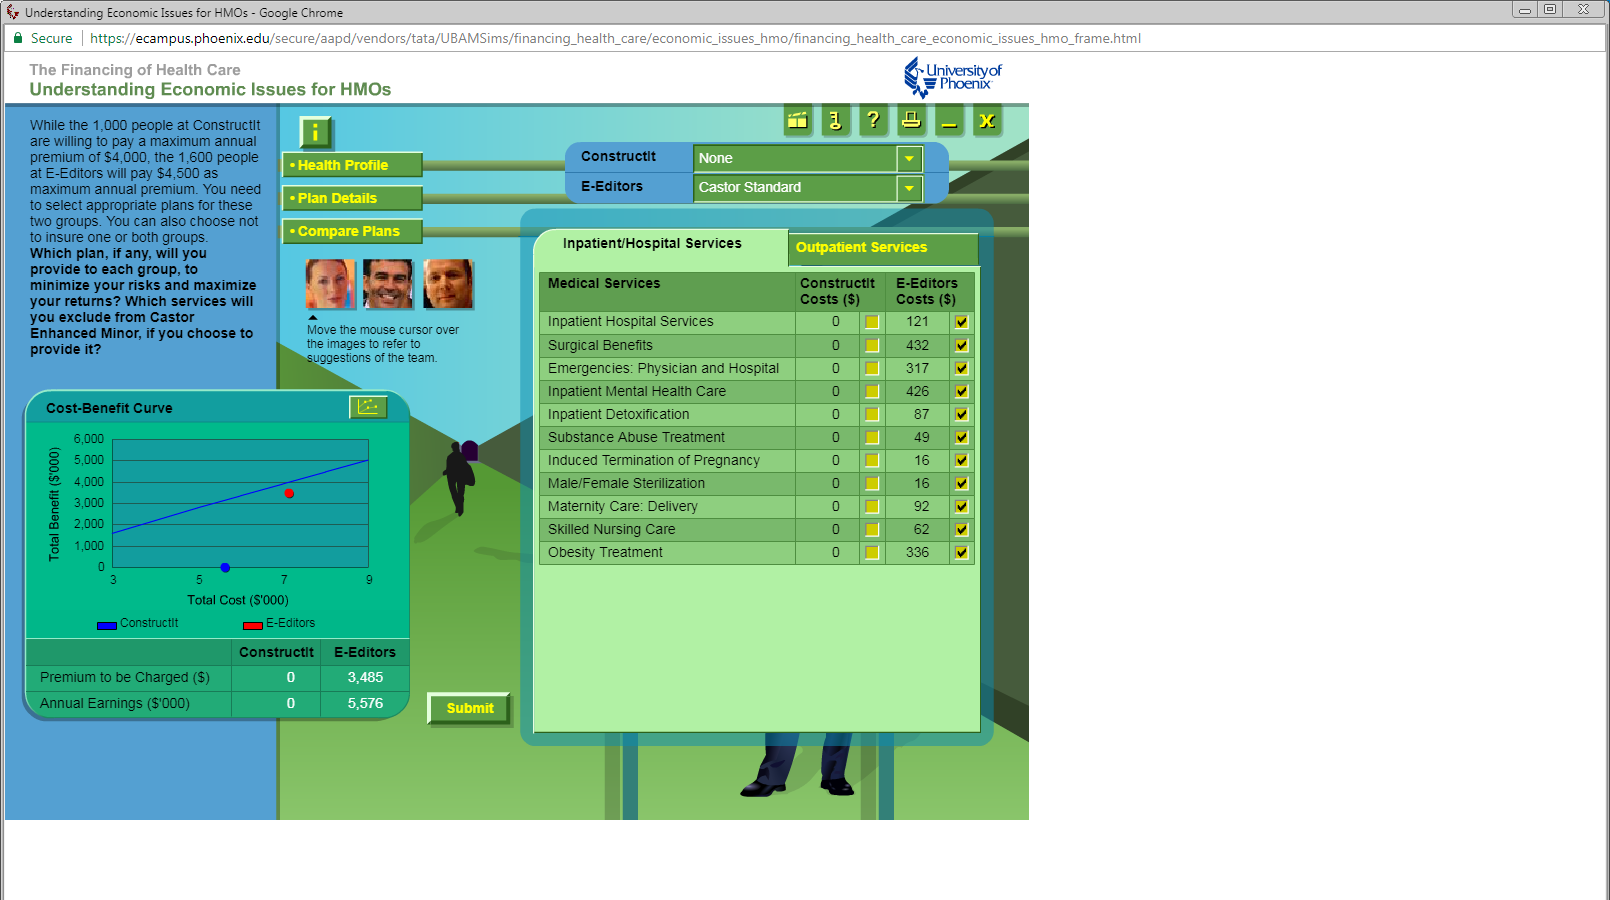 Understanding Economic Issues for HMOs - Google Chrome
Secure https://ecampus.phoenix.edu/secure/aapd/vendors/tata/UBAMSims/financing_health_care/economic_issues_hmo/financing_health_care_economic_issues_hmo_frame.html
The Financing of Health Care
Understanding Economic Issues for HMOs
University of
Phoenix
While the 1,000 people at ConstructIt
are willing to pay a maximum annual
premium of $4,000, the 1,600 people
at E-Editors will pay $4,500 as
maximum annual premium. You need
to select appropriate plans for these
two groups. You can also choose not
to insure one or both groups.
Which plan, if any, will you
provide to each group, to
minimize your risks and maximize
your returns? Which services will
you exclude from Castor
Enhanced Minor, if you choose to
provide it?
i
• Health Profile
• Plan Details
• Compare Plans
Move the mouse cursor over
the images to refer to
suggestions of the team.
? X
ConstructIt None
E-Editors Castor Standard
Inpatient/Hospital Services Outpatient Services
Medical Services ConstructIt Costs ($) E-Editors Costs ($)
Inpatient Hospital Services 0 121
Surgical Benefits 0 432
Emergencies: Physician and Hospital 0 317
Inpatient Mental Health Care 0 426
Inpatient Detoxification 0 87
Substance Abuse Treatment 0 49
Induced Termination of Pregnancy 0 16
Male/Female Sterilization 0 16
Maternity Care: Delivery 0 92
Skilled Nursing Care 0 62
Obesity Treatment 0 336
Cost-Benefit Curve
Total Benefit ($'000)
6,000
5,000
4,000
3,000
2,000
1,000
0
3 5 7 9
Total Cost ($'000)
ConstructIt E-Editors
ConstructIt E-Editors
Premium to be Charged ($) 0 3,485
Annual Earnings ($'000) 0 5,576
Submit